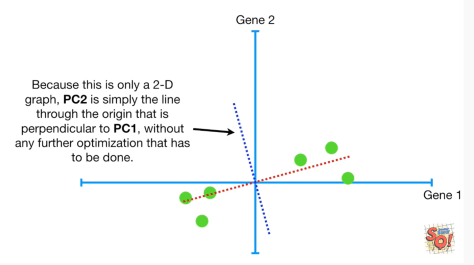 Gene 2
Because this is only a 2-D
graph, PC2 is simply the line
through the origin that is
perpendicular to PC1, without
any further optimization that has
to be done.
Gene 1
SQ!